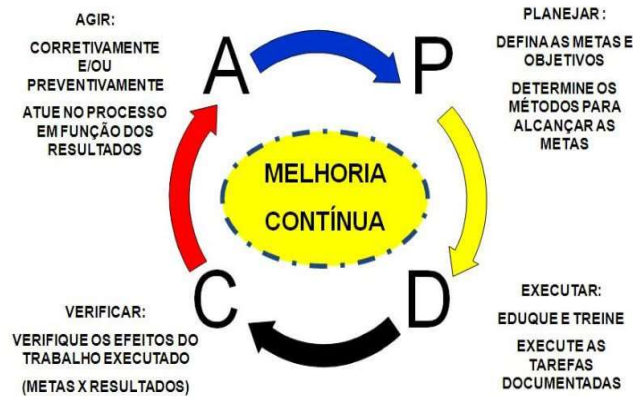 AGIR:
CORRETIVAMENTE
E/OU
PREVENTIVAMENTE
ATUE NO PROCESSO
EM FUNÇÃO DOS
RESULTADOS
A
P
PLANEJAR :
DEFINA AS METAS E
OBJETIVOS
DETERMINE OS
MÉTODOS PARA
ALCANÇAR AS
METAS
MELHORIA
CONTÍNUA
C
D
VERIFICAR:
VERIFIQUE OS EFEITOS DO
TRABALHO EXECUTADO
(METAS X RESULTADOS)
EXECUTAR:
EDUQUE E TREINE
EXECUTE AS
TAREFAS
DOCUMENTADAS